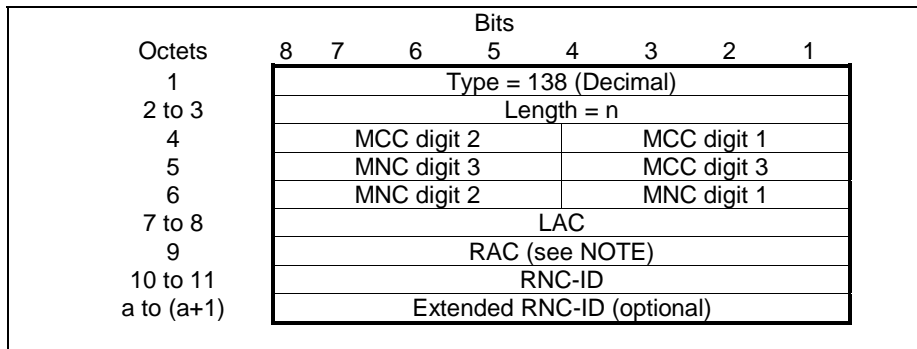 Bits
Octets 8 7 6 5 4 3 2 1
1 Type = 138 (Decimal)
2 to 3 Length = n
4 MCC digit 2 MCC digit 1
5 MNC digit 3 MCC digit 3
6 MNC digit 2 MNC digit 1
7 to 8 LAC
9 RAC (see NOTE)
10 to 11 RNC-ID
a to (a+1) Extended RNC-ID (optional)